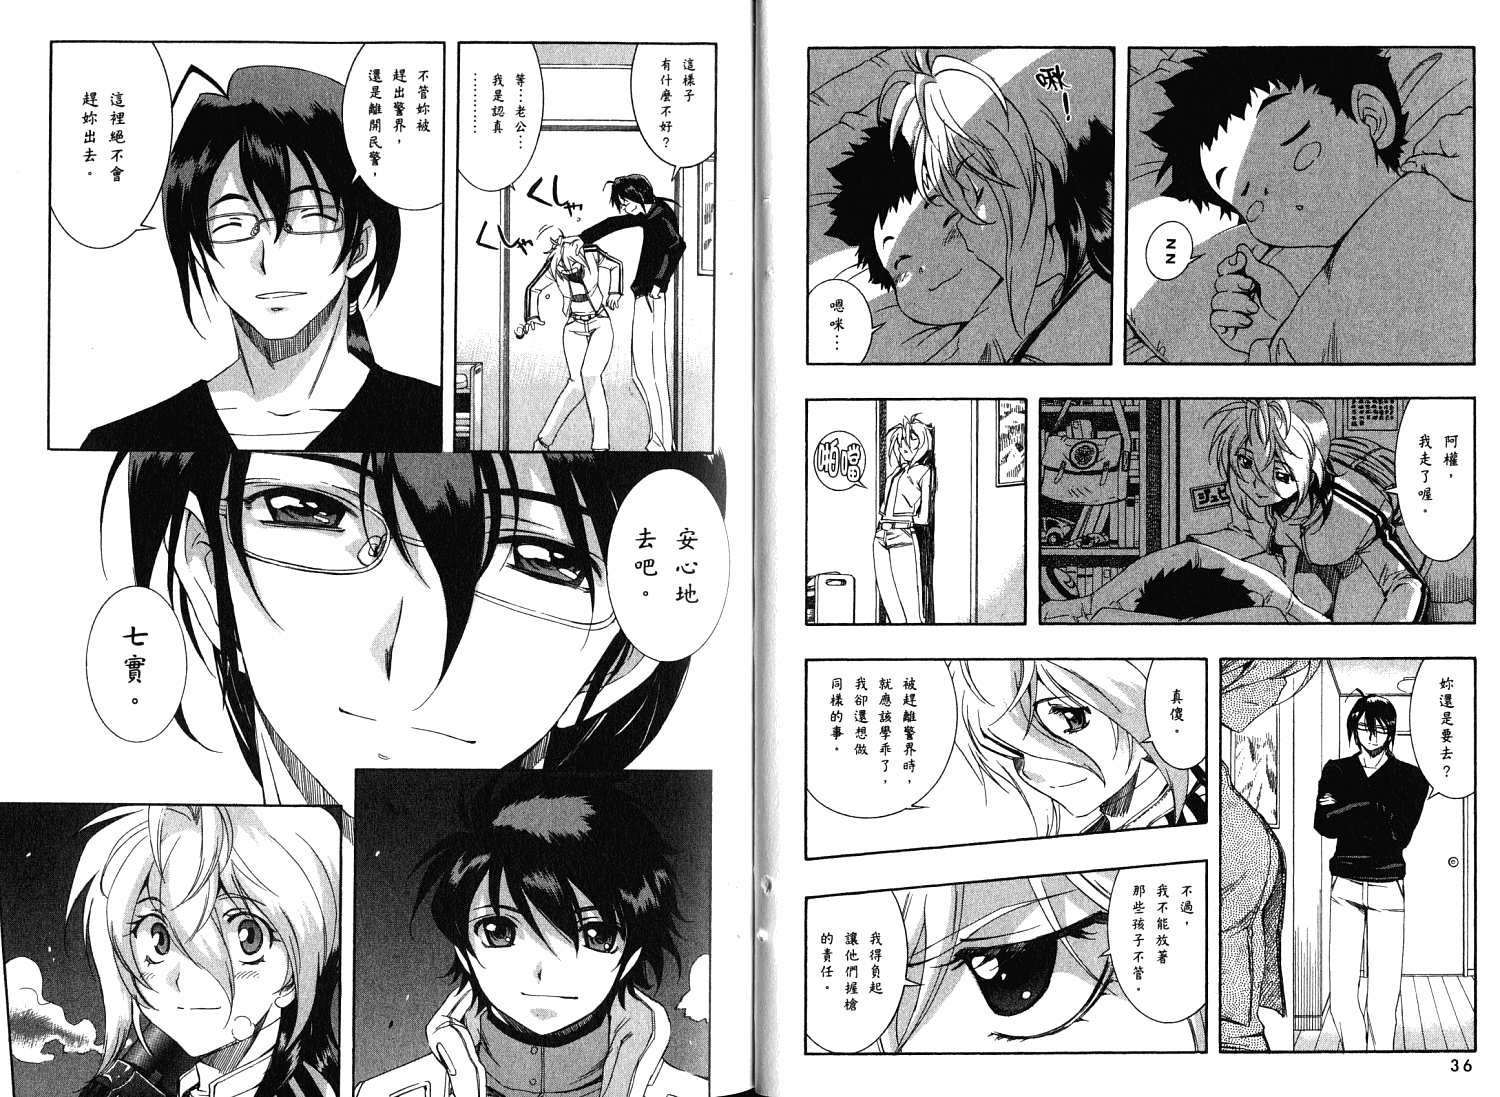 ZZ
啾!
嗯咪…
阿權，
我走了喔。
啪噹
妳還是要去？
真傻。
被趕離警界時，
就應該學乖了，
我卻還想做
同樣的事。
不過，
我不能放著
那些孩子不管。
我得負起
讓他們握槍
的責任。
36
這樣子
有什麼不好？
等…老公…
我是認真
…………
くしゃ
くしゃ
不管妳被
趕出警界，
還是離開民警，
這裡絕不會
趕妳出去。
安心地
去吧。
七實。